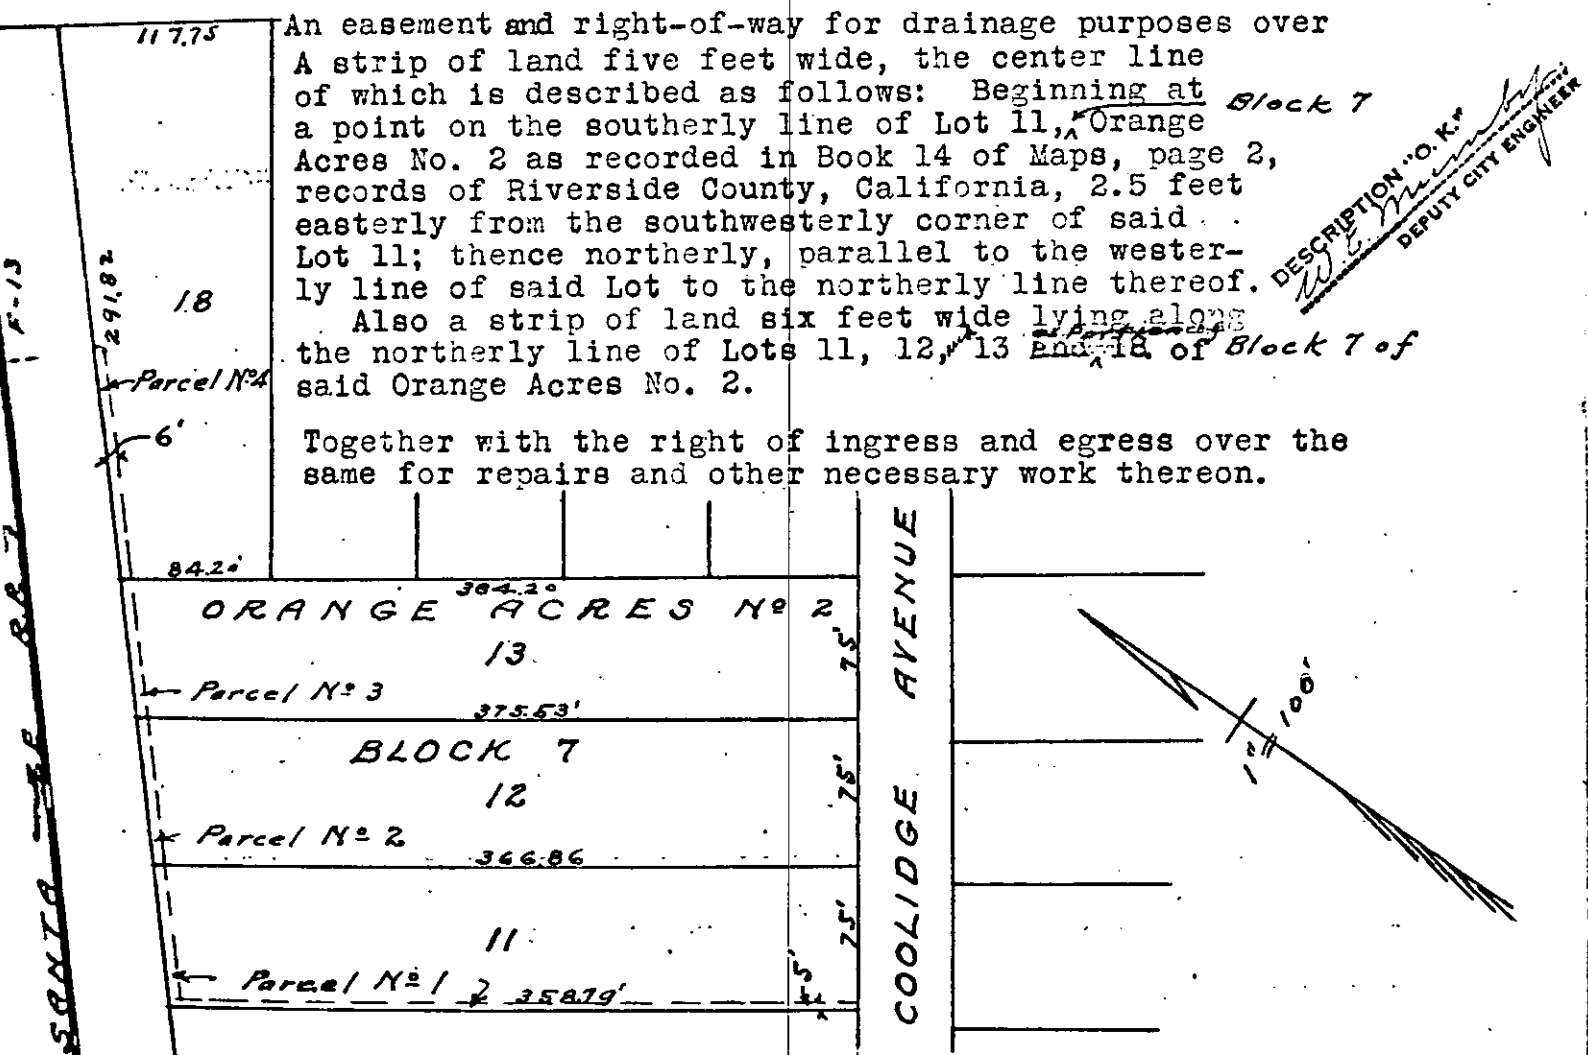 117.75
An easement and right-of-way for drainage purposes over
A strip of land five feet wide, the center line
of which is described as follows: Beginning at
a point on the southerly line of Lot 11, Block 7 Orange
Acres No. 2 as recorded in Book 14 of Maps, page 2,
records of Riverside County, California, 2.5 feet
easterly from the southwesterly corner of said
Lot 11; thence northerly, parallel to the wester-
ly line of said Lot to the northerly line thereof.
Also a strip of land six feet wide lying along
the northerly line of Lots 11, 12, 13 and 18 of Block 7 of
said Orange Acres No. 2.
Together with the right of ingress and egress over the
same for repairs and other necessary work thereon.
DESCRIPTION "O.K."
DEPUTY CITY ENGINEER
F-13
291.82
18
Parcel Nº4
6'
84.20'
384.20
ORANGE ACRES Nº 2
13
75'
Parcel Nº 3
375.53'
BLOCK 7
12
75'
Parcel Nº 2
366.86
11
75'
Parcel Nº 1
358.79'
5'
COOLIDGE AVENUE
1" = 100'
SANTA FE R.R.